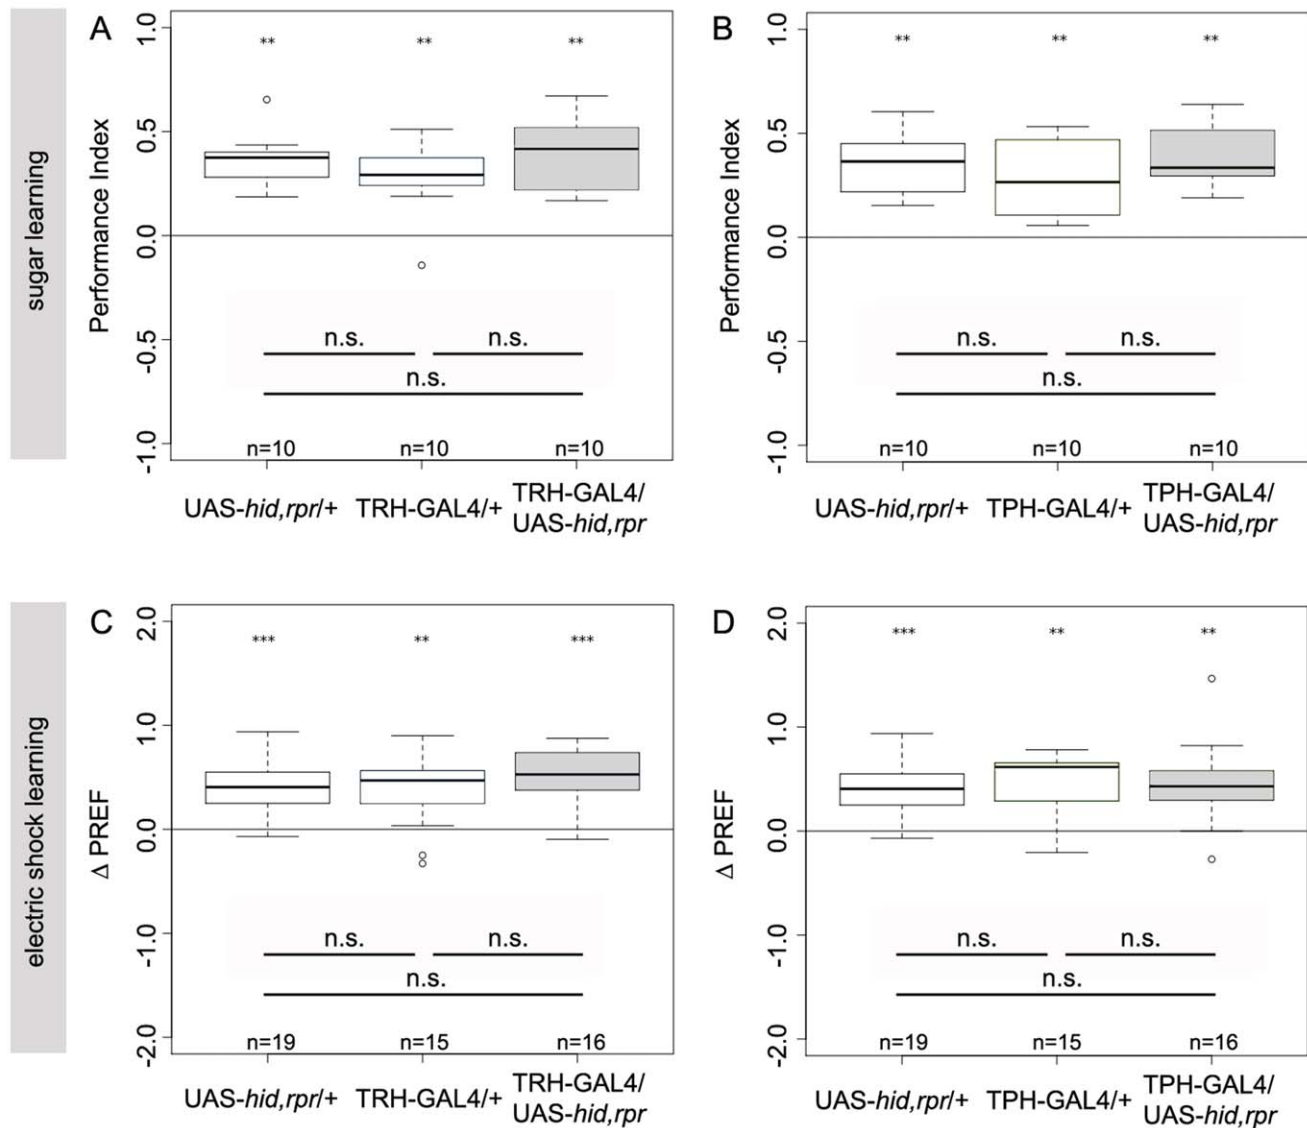 sugar learning
A
Performance Index
1.0
0.5
0.0
-0.5
-1.0
** ** **
n.s. n.s.
n.s.
n=10 n=10 n=10
UAS-hid,rpr/+ TRH-GAL4/+ TRH-GAL4/
UAS-hid,rpr
B
Performance Index
1.0
0.5
0.0
-0.5
-1.0
** ** **
n.s. n.s.
n.s.
n=10 n=10 n=10
UAS-hid,rpr/+ TPH-GAL4/+ TPH-GAL4/
UAS-hid,rpr
electric shock learning
C
Δ PREF
2.0
1.0
0.0
-1.0
-2.0
*** ** ***
n.s. n.s.
n.s.
n=19 n=15 n=16
UAS-hid,rpr/+ TRH-GAL4/+ TRH-GAL4/
UAS-hid,rpr
D
Δ PREF
2.0
1.0
0.0
-1.0
-2.0
*** ** **
n.s. n.s.
n.s.
n=19 n=15 n=16
UAS-hid,rpr/+ TPH-GAL4/+ TPH-GAL4/
UAS-hid,rpr